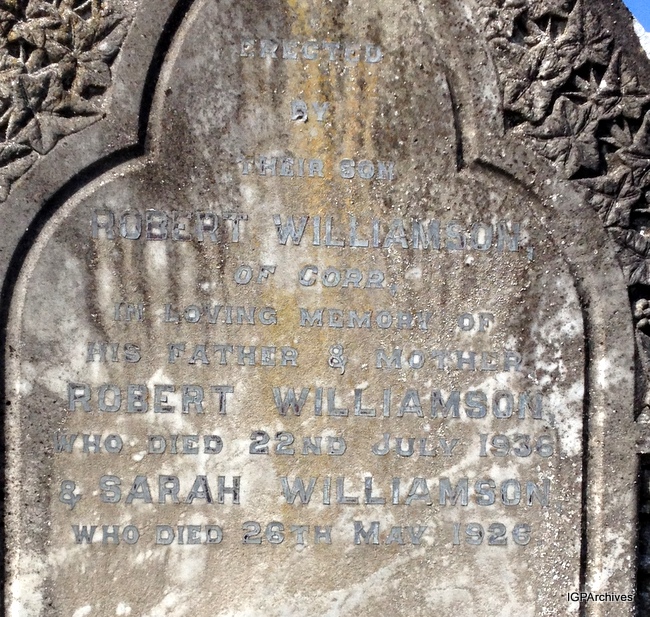 ERECTED
BY
THEIR SON
ROBERT WILLIAMSON,
OF CORR,
IN LOVING MEMORY OF
HIS FATHER & MOTHER
ROBERT WILLIAMSON
WHO DIED 22ND JULY 1936
& SARAH WILLIAMSON
WHO DIED 26TH MAY 1926
IGPArchives